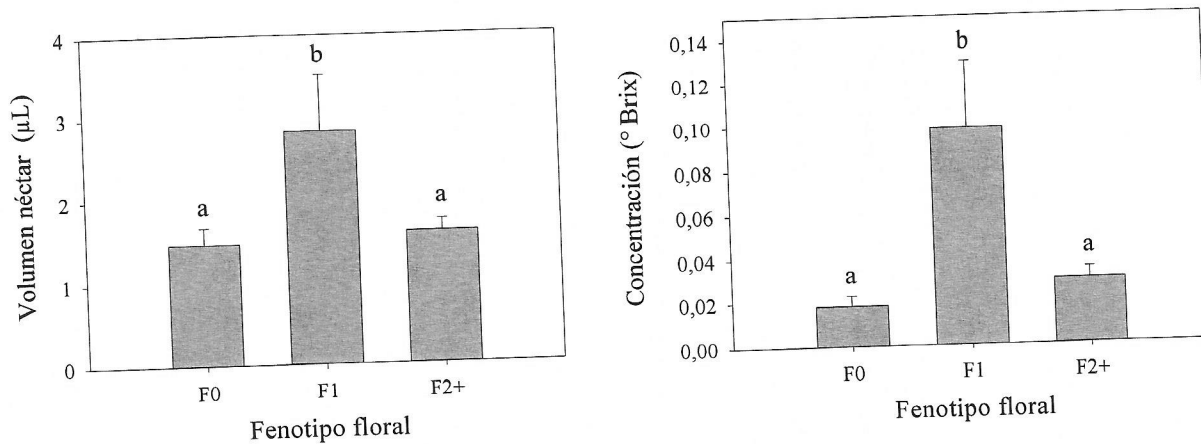 Volumen néctar (µL)
4
3
2
1
0
a
b
a
F0
F1
F2+
Fenotipo floral
Concentración (° Brix)
0,14
0,12
0,10
0,08
0,06
0,04
0,02
0,00
a
b
a
F0
F1
F2+
Fenotipo floral